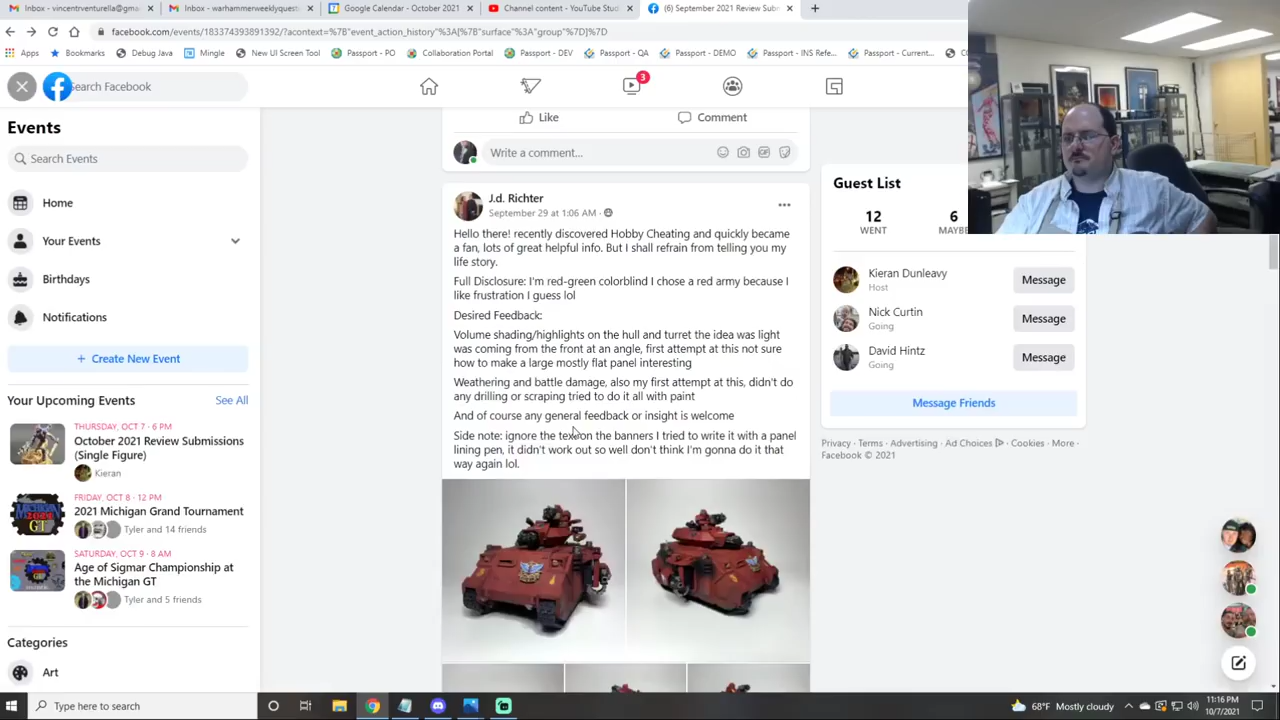 Inbox - vincentrventurella@gma
Inbox - warhammerweeklyquest
Google Calendar - October 2021
Channel content - YouTube Stu
(6) September 2021 Review Subm
facebook.com/events/183374393891392/?acontext=%7B"event_action_history"%3A[%7B"surface"%3A"group"%7D]%7D
Apps
Bookmarks
Debug Java
Mingle
New UI Screen Tool
Passport - PO
Collaboration Portal
Passport - DEV
Passport - QA
Passport - DEMO
Passport - INS Refe...
Passport - Current...
Search Facebook
3
Events
Search Events
Home
Your Events
Birthdays
Notifications
+ Create New Event
Your Upcoming Events
See All
THURSDAY, OCT 7 · 6 PM
October 2021 Review Submissions
(Single Figure)
Kieran
FRIDAY, OCT 8 · 12 PM
2021 Michigan Grand Tournament
Tyler and 14 friends
SATURDAY, OCT 9 · 8 AM
Age of Sigmar Championship at
the Michigan GT
Tyler and 5 friends
Categories
Art
Like
Comment
Write a comment...
J.d. Richter
September 29 at 1:06 AM ·
Hello there! recently discovered Hobby Cheating and quickly became
a fan, lots of great helpful info. But I shall refrain from telling you my
life story.
Full Disclosure: I'm red-green colorblind I chose a red army because I
like frustration I guess lol
Desired Feedback:
Volume shading/highlights on the hull and turret the idea was light
was coming from the front at an angle, first attempt at this not sure
how to make a large mostly flat panel interesting
Weathering and battle damage, also my first attempt at this, didn't do
any drilling or scraping tried to do it all with paint
And of course any general feedback or insight is welcome
Side note: ignore the text on the banners I tried to write it with a panel
lining pen, it didn't work out so well don't think I'm gonna do it that
way again lol.
Guest List
12
WENT
6
MAYBE
Kieran Dunleavy
Host
Message
Nick Curtin
Going
Message
David Hintz
Going
Message
Message Friends
Privacy · Terms · Advertising · Ad Choices · Cookies · More ·
Facebook © 2021
Type here to search
68°F Mostly cloudy
11:16 PM
10/7/2021